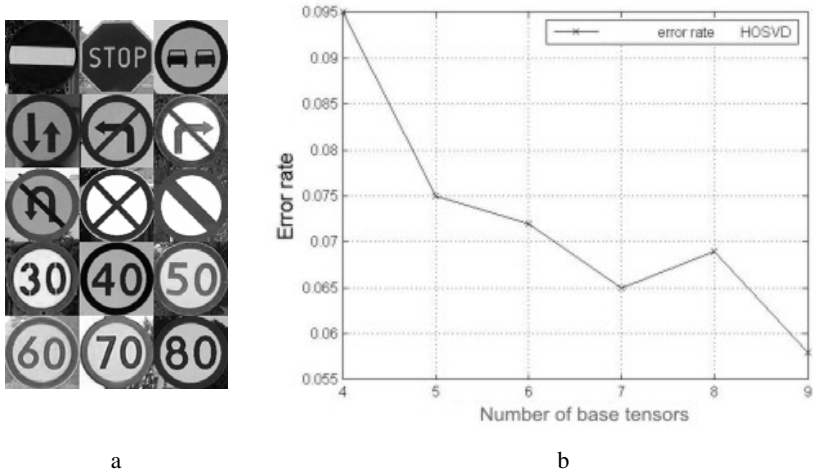 STOP
30 40 50
60 70 80
error rate HOSVD
0.095
0.09
0.085
0.08
0.075
0.07
0.065
0.06
0.055
Error rate
4 5 6 7 8 9
Number of base tensors
a b